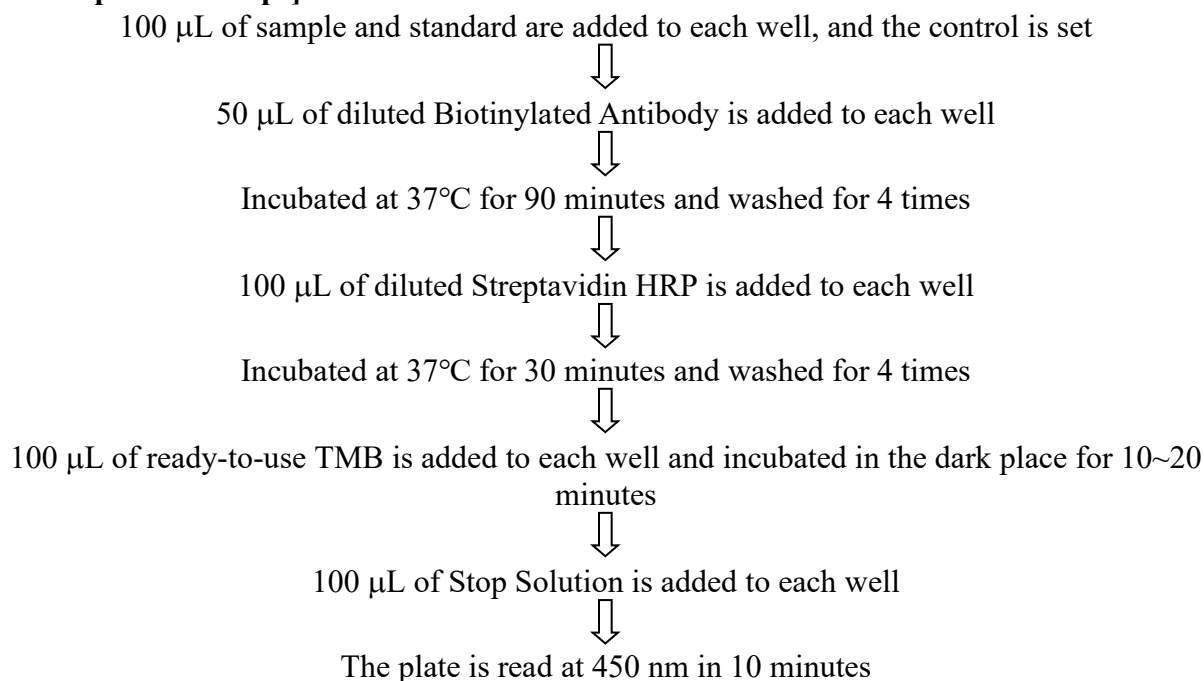 100 μL of sample and standard are added to each well, and the control is set
50 μL of diluted Biotinylated Antibody is added to each well
Incubated at 37℃ for 90 minutes and washed for 4 times
100 μL of diluted Streptavidin HRP is added to each well
Incubated at 37℃ for 30 minutes and washed for 4 times
100 μL of ready-to-use TMB is added to each well and incubated in the dark place for 10~20
minutes
100 μL of Stop Solution is added to each well
The plate is read at 450 nm in 10 minutes